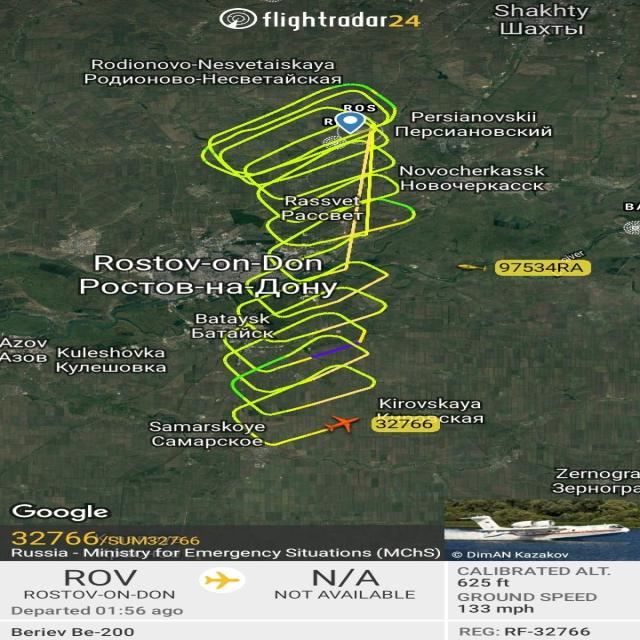 flightradar24
Shakhty
Шахты
Rodionovo-Nesvetaiskaya
Родионово-Несветайская
ROS
Persianovskii
Персиановский
Novocherkassk
Новочеркасск
Rassvet
Рассвет
Rostov-on-Don
Ростов-на-Дону
97534RA
Bataysk
Батайск
Azov
Азов
Kuleshovka
Кулешовка
Kirovskaya
32766
Samarskoye
Самарское
Zernogra
Зерногра
Google
32766/SUM32766
Russia - Ministry for Emergency Situations (MChS)
© DimAN Kazakov
ROV
ROSTOV-ON-DON
N/A
NOT AVAILABLE
Departed 01:56 ago
CALIBRATED ALT.
625 ft
GROUND SPEED
133 mph
Beriev Be-200
REG: RF-32766